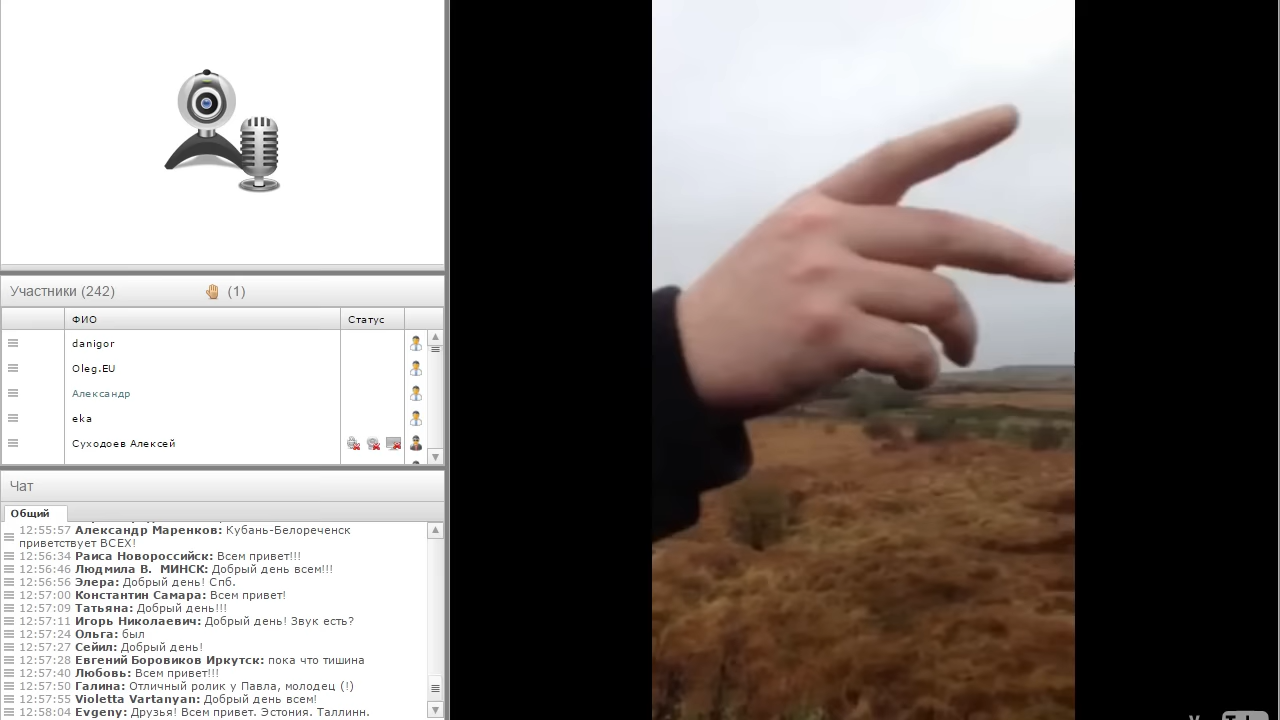 Участники (242)
(1)
ФИО
Статус
danigor
Oleg.EU
Александр
eka
Суходоев Алексей
Чат
Общий
12:55:57 Александр Маренков: Кубань-Белореченск
приветствует ВСЕХ!
12:56:34 Раиса Новороссийск: Всем привет!!!
12:56:46 Людмила В. МИНСК: Добрый день всем!!!
12:56:56 Элера: Добрый день! Спб.
12:57:00 Константин Самара: Всем привет!
12:57:09 Татьяна: Добрый день!!!
12:57:11 Игорь Николаевич: Добрый день! Звук есть?
12:57:24 Ольга: был
12:57:27 Сейил: Добрый день!
12:57:28 Евгений Боровиков Иркутск: пока что тишина
12:57:40 Любовь: Всем привет!!!
12:57:50 Галина: Отличный ролик у Павла, молодец (!)
12:57:55 Violetta Vartanyan: Добрый день всем!
12:58:04 Evgeny: Друзья! Всем привет. Эстония. Таллинн.